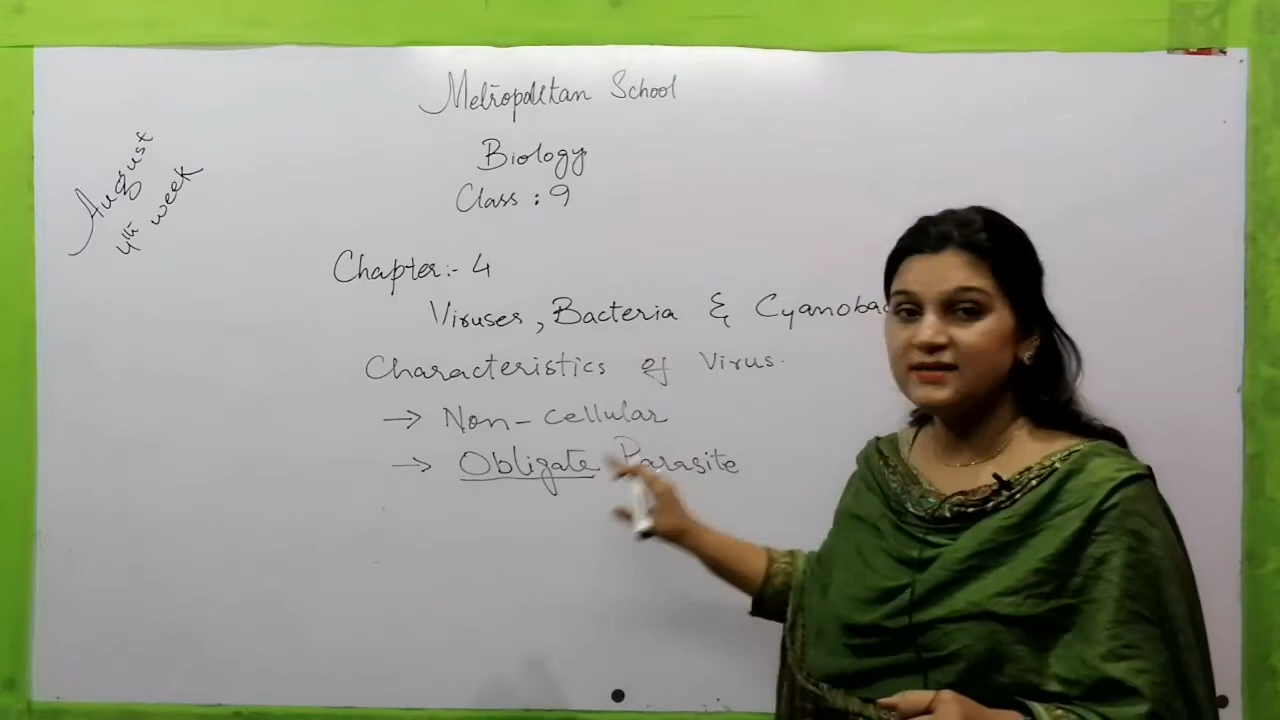 Metropolitan School
Biology
Class : 9
August
4th week
Chapter:- 4
Viruses, Bacteria & Cyanobac
Characteristics of Virus.
→ Non-cellular
→ Obligate Parasite